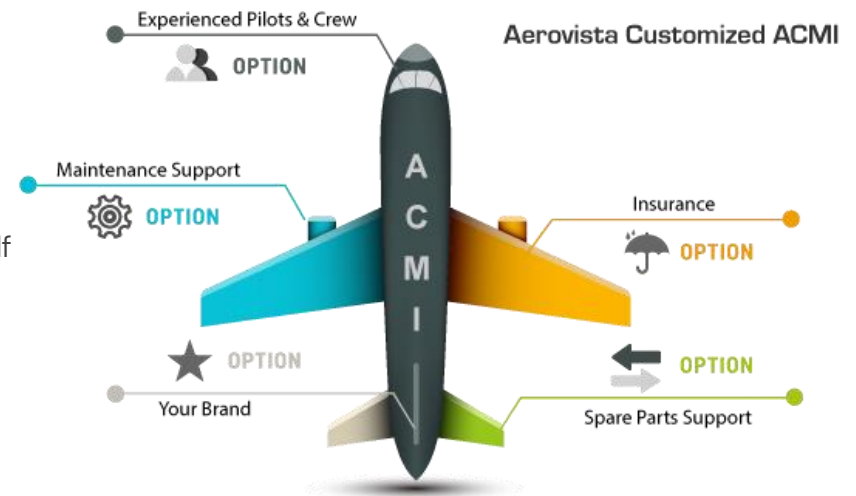 Experienced Pilots & Crew
Aerovista Customized ACMI
OPTION
Maintenance Support
OPTION
Insurance
OPTION
A
C
M
I
OPTION
OPTION
Your Brand
Spare Parts Support